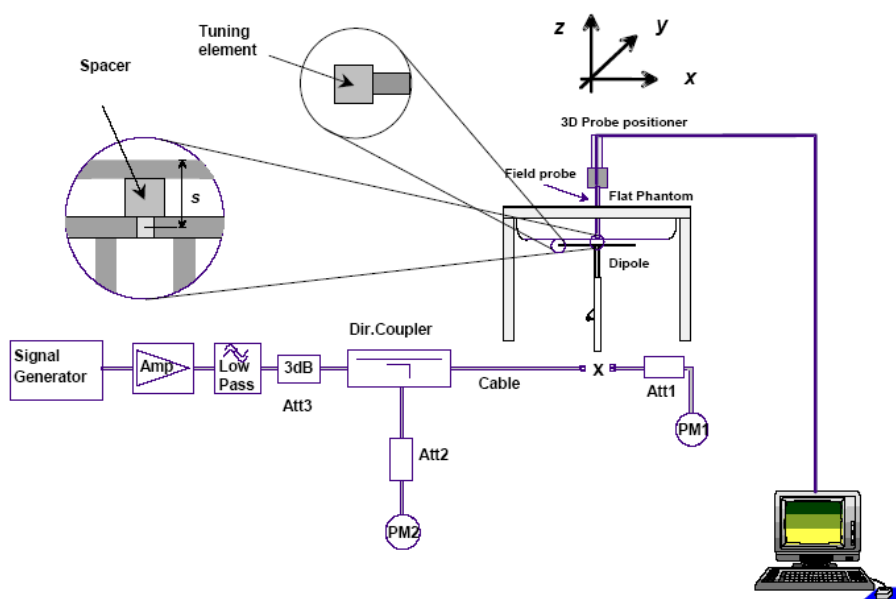 Tuning
element
Spacer
s
z
y
x
3D Probe positioner
Field probe
Flat Phantom
Dipole
Dir.Coupler
Signal
Generator
Amp
Low
Pass
3dB
Att3
Cable
X
Att1
PM1
Att2
PM2